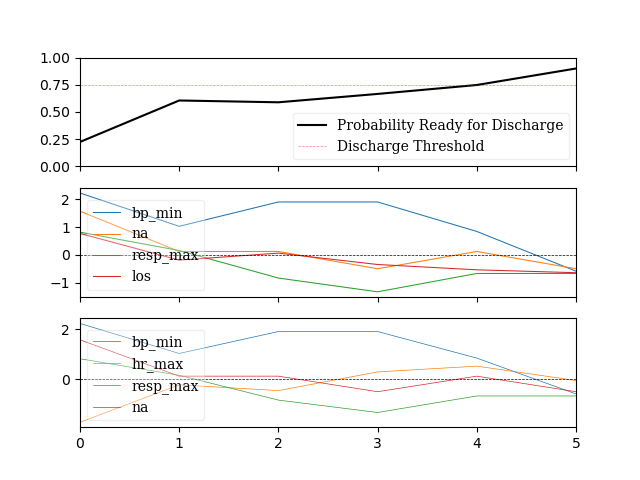 1.00
0.75
0.50
0.25
0.00
Probability Ready for Discharge
Discharge Threshold
2
1
0
−1
bp_min
na
resp_max
los
2
0
bp_min
hr_max
resp_max
na
0 1 2 3 4 5